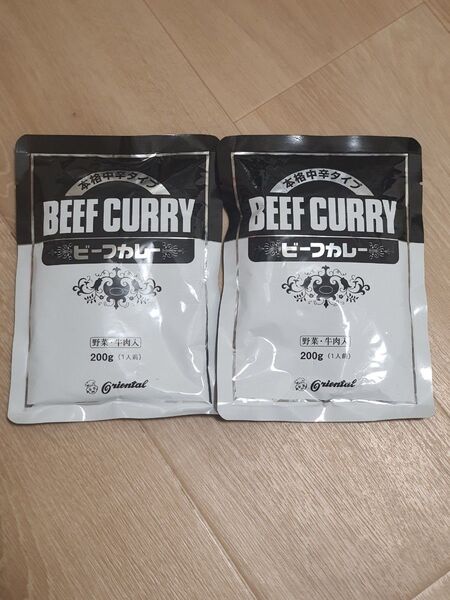 本格中辛タイプ
BEEF CURRY
ビーフカレー
野菜・牛肉入
200g（1人前）
Oriental
本格中辛タイプ
BEEF CURRY
ビーフカレー
野菜・牛肉入
200g（1人前）
Oriental